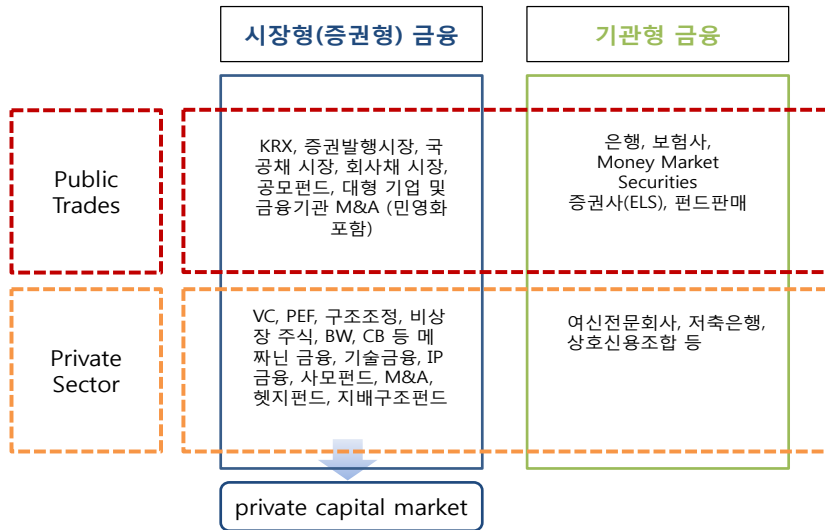 시장형(증권형) 금융
기관형 금융
Public
Trades
KRX, 증권발행시장, 국
공채 시장, 회사채 시장,
공모펀드, 대형 기업 및
금융기관 M&A (민영화
포함)
은행, 보험사,
Money Market
Securities
증권사(ELS), 펀드판매
Private
Sector
VC, PEF, 구조조정, 비상
장 주식, BW, CB 등 메
짜닌 금융, 기술금융, IP
금융, 사모펀드, M&A,
헷지펀드, 지배구조펀드
여신전문회사, 저축은행,
상호신용조합 등
private capital market